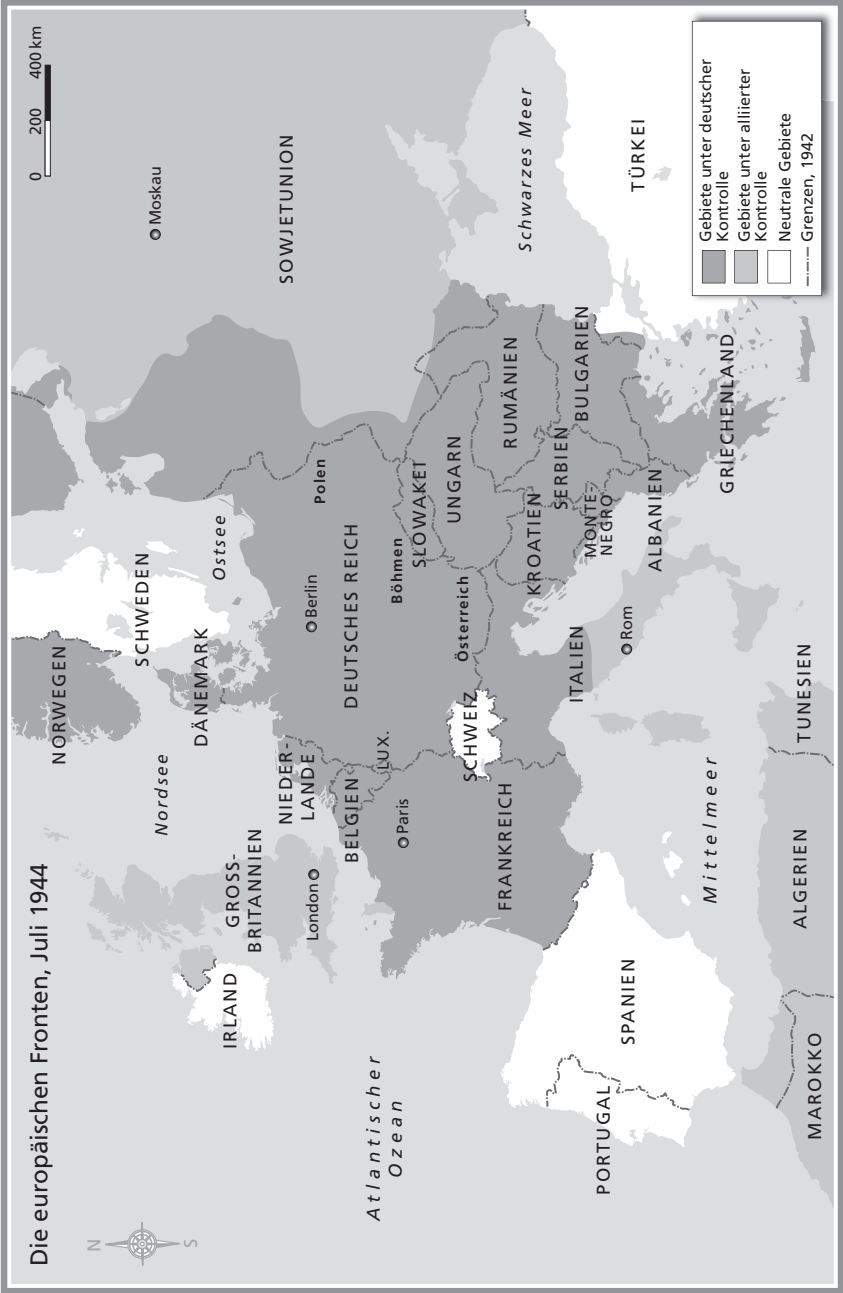 Die europäischen Fronten, Juli 1944
N
S
0 200 400 km
NORWEGEN
SCHWEDEN
Moskau
Nordsee
DÄNEMARK
Ostsee
SOWJETUNION
IRLAND
GROSS-
BRITANNIEN
London
NIEDER-
LANDE
Berlin
Polen
BELGIEN
LUX.
DEUTSCHES REICH
Atlantischer
Ozean
Paris
Böhmen
SLOWAKEI
Österreich
UNGARN
SCHWEIZ
FRANKREICH
RUMÄNIEN
Schwarzes Meer
KROATIEN
SERBIEN
BULGARIEN
MONTE-
NEGRO
ITALIEN
Rom
ALBANIEN
TÜRKEI
PORTUGAL
SPANIEN
Mittelmeer
GRIECHENLAND
MAROKKO
ALGERIEN
TUNESIEN
Gebiete unter deutscher
Kontrolle
Gebiete unter alliierter
Kontrolle
Neutrale Gebiete
Grenzen, 1942